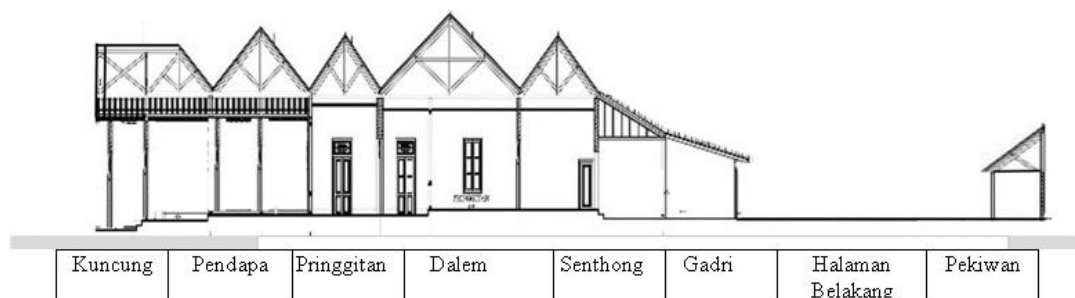 Kuncung
Pendapa
Pringgitan
Dalem
Senthong
Gadri
Halaman
Belakang
Pekiwan